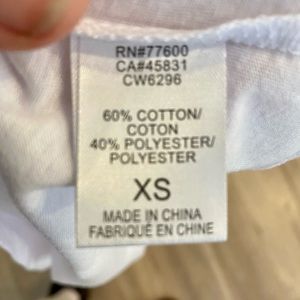 RN#77600
CA#45831
CW6296
60% COTTON/
COTON
40% POLYESTER/
POLYESTER
XS
MADE IN CHINA
FABRIQUÉ EN CHINE